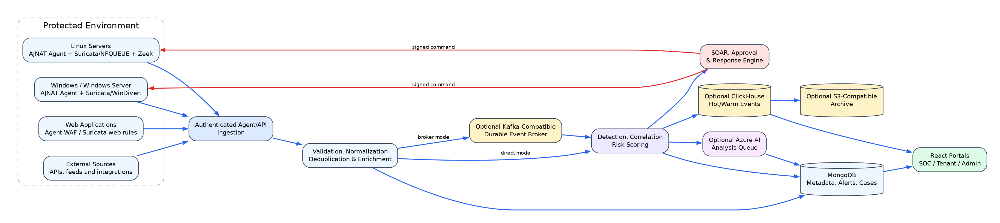 Protected Environment
Linux Servers
AJNAT Agent + Suricata/NFQUEUE + Zeek
Windows / Windows Server
AJNAT Agent + Suricata/WinDivert
Web Applications
Agent WAF / Suricata web rules
External Sources
APIs, feeds and integrations
Authenticated Agent/API
Ingestion
Validation, Normalization
Deduplication & Enrichment
signed command
signed command
broker mode
direct mode
Optional Kafka-Compatible
Durable Event Broker
Detection, Correlation
Risk Scoring
SOAR, Approval
& Response Engine
Optional ClickHouse
Hot/Warm Events
Optional Azure AI
Analysis Queue
Optional S3-Compatible
Archive
MongoDB
Metadata, Alerts, Cases
React Portals
SOC / Tenant / Admin